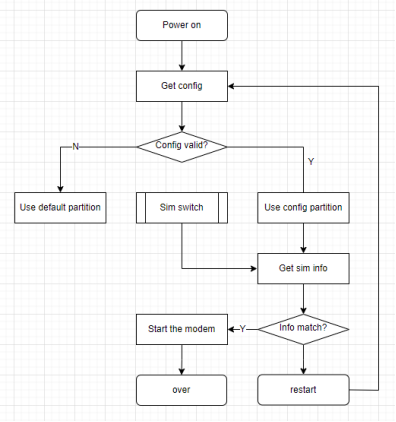 Power on
Get config
Config valid?
N
Y
Use default partition
Sim switch
Use config partition
Get sim info
Start the modem
Y
Info match?
over
restart